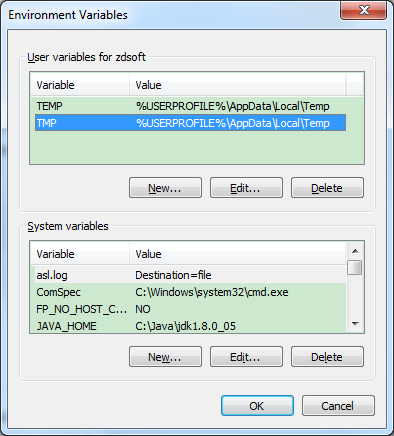 Environment Variables
User variables for zdsoft
Variable Value
TEMP %USERPROFILE%\AppData\Local\Temp
TMP %USERPROFILE%\AppData\Local\Temp
New... Edit... Delete
System variables
Variable Value
asl.log Destination=file
ComSpec C:\Windows\system32\cmd.exe
FP_NO_HOST_C... NO
JAVA_HOME C:\Java\jdk1.8.0_05
New... Edit... Delete
OK Cancel